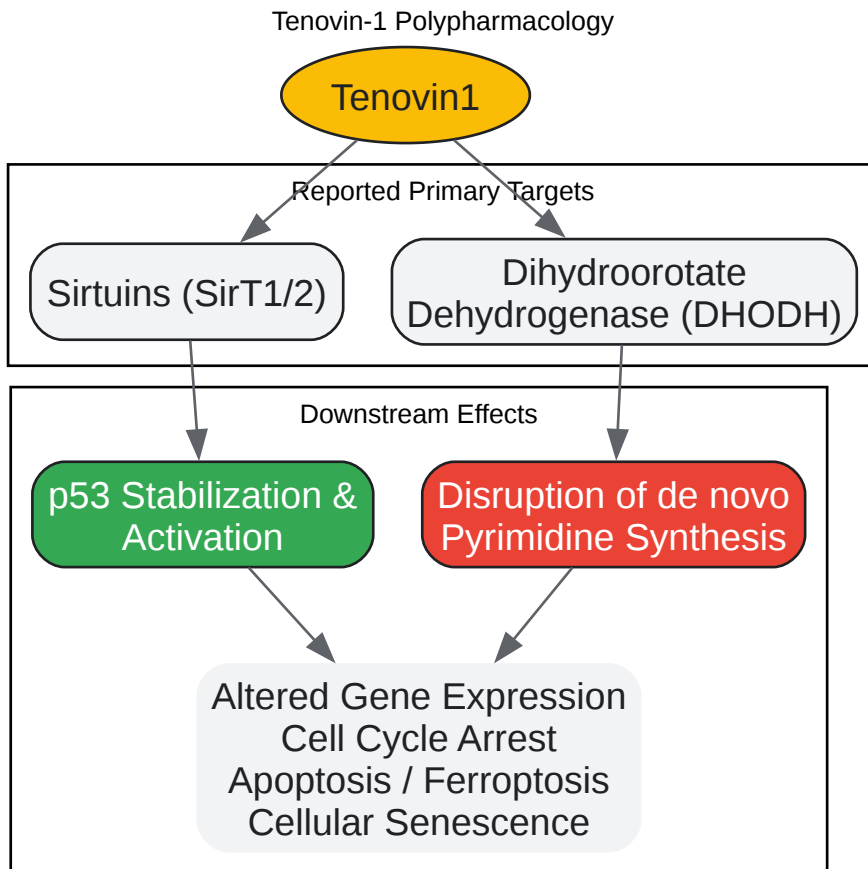 Tenovin-1 Polypharmacology
Tenovin1
Reported Primary Targets
Sirtuins (SirT1/2)
Dihydroorotate
Dehydrogenase (DHODH)
Downstream Effects
p53 Stabilization &
Activation
Disruption of de novo
Pyrimidine Synthesis
Altered Gene Expression
Cell Cycle Arrest
Apoptosis / Ferroptosis
Cellular Senescence